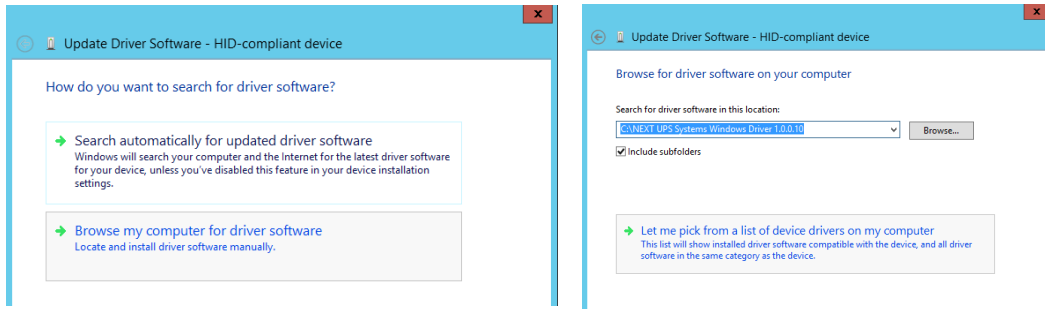 x
Update Driver Software - HID-compliant device
How do you want to search for driver software?
Search automatically for updated driver software
Windows will search your computer and the Internet for the latest driver software
for your device, unless you've disabled this feature in your device installation
settings.
Browse my computer for driver software
Locate and install driver software manually.
x
Update Driver Software - HID-compliant device
Browse for driver software on your computer
Search for driver software in this location:
C:\NEXT UPS Systems Windows Driver 1.0.0.10
Browse...
Include subfolders
Let me pick from a list of device drivers on my computer
This list will show installed driver software compatible with the device, and all driver
software in the same category as the device.